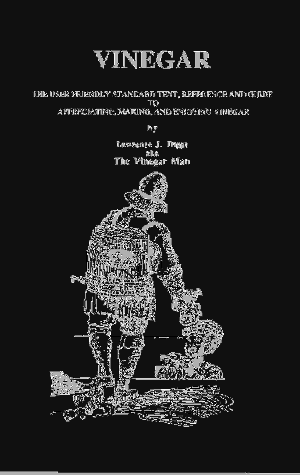 VINEGAR
THE USER FRIENDLY STANDARD TEXT, REFERENCE AND GUIDE
TO
APPRECIATING, MAKING, AND ENJOYING VINEGAR
by
Lawrence J. Diggs
aka
The Vinegar Man